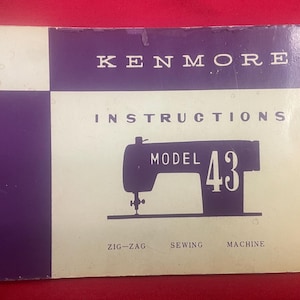 KENMORE
INSTRUCTIONS
MODEL 43
ZIG-ZAG SEWING MACHINE